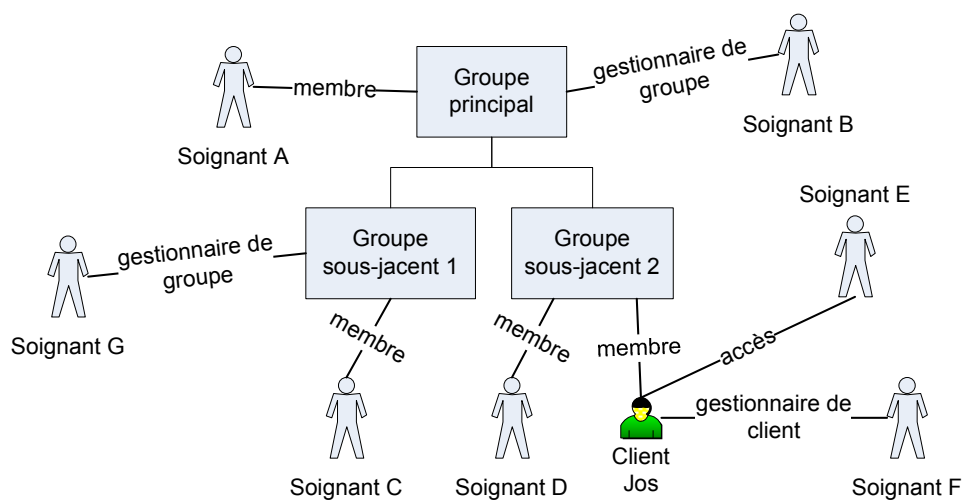 membre
Groupe
principal
gestionnaire de
groupe
Soignant A
Soignant B
Soignant E
gestionnaire de
groupe
Groupe
sous-jacent 1
Groupe
sous-jacent 2
Soignant G
membre
membre
membre
accès
gestionnaire de
client
Client
Jos
Soignant C
Soignant D
Soignant F